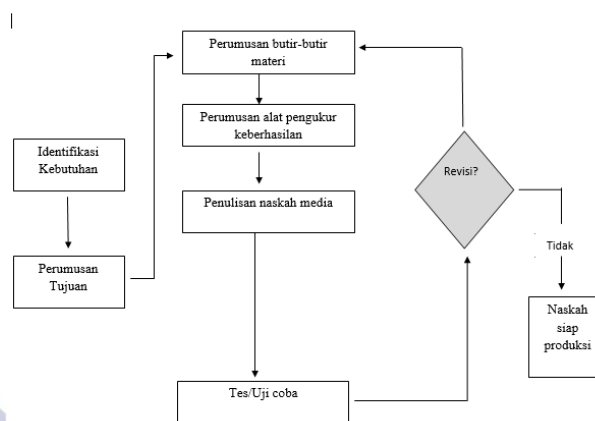 Identifikasi
Kebutuhan
Perumusan
Tujuan
Perumusan butir-butir
materi
Perumusan alat pengukur
keberhasilan
Penulisan naskah media
Tes/Uji coba
Revisi?
Tidak
Naskah
siap
produksi